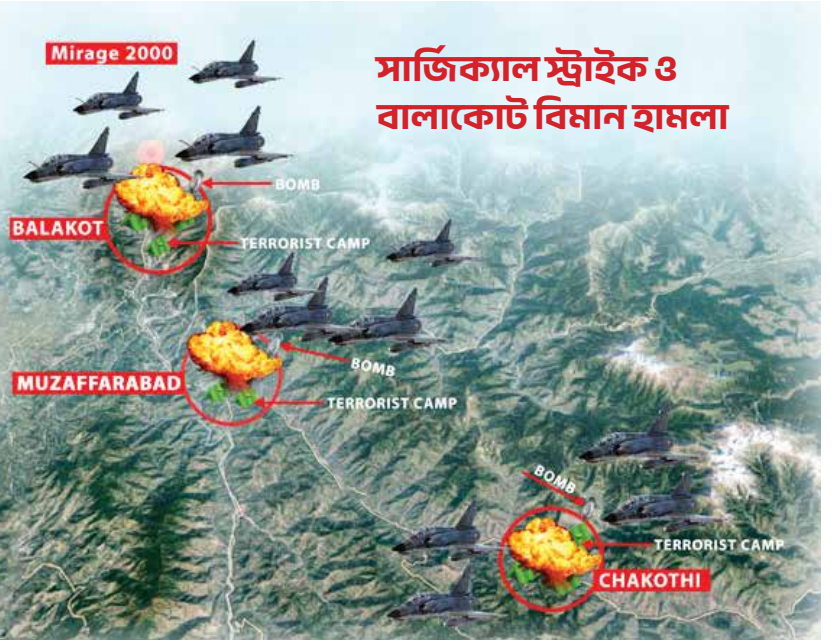 Mirage 2000
সার্জিক্যাল স্ট্রাইক ও
বালাকোট বিমান হামলা
BOMB
BALAKOT
TERRORIST CAMP
BOMB
MUZAFFARABAD
TERRORIST CAMP
BOMB
TERRORIST CAMP
CHAKOTHI